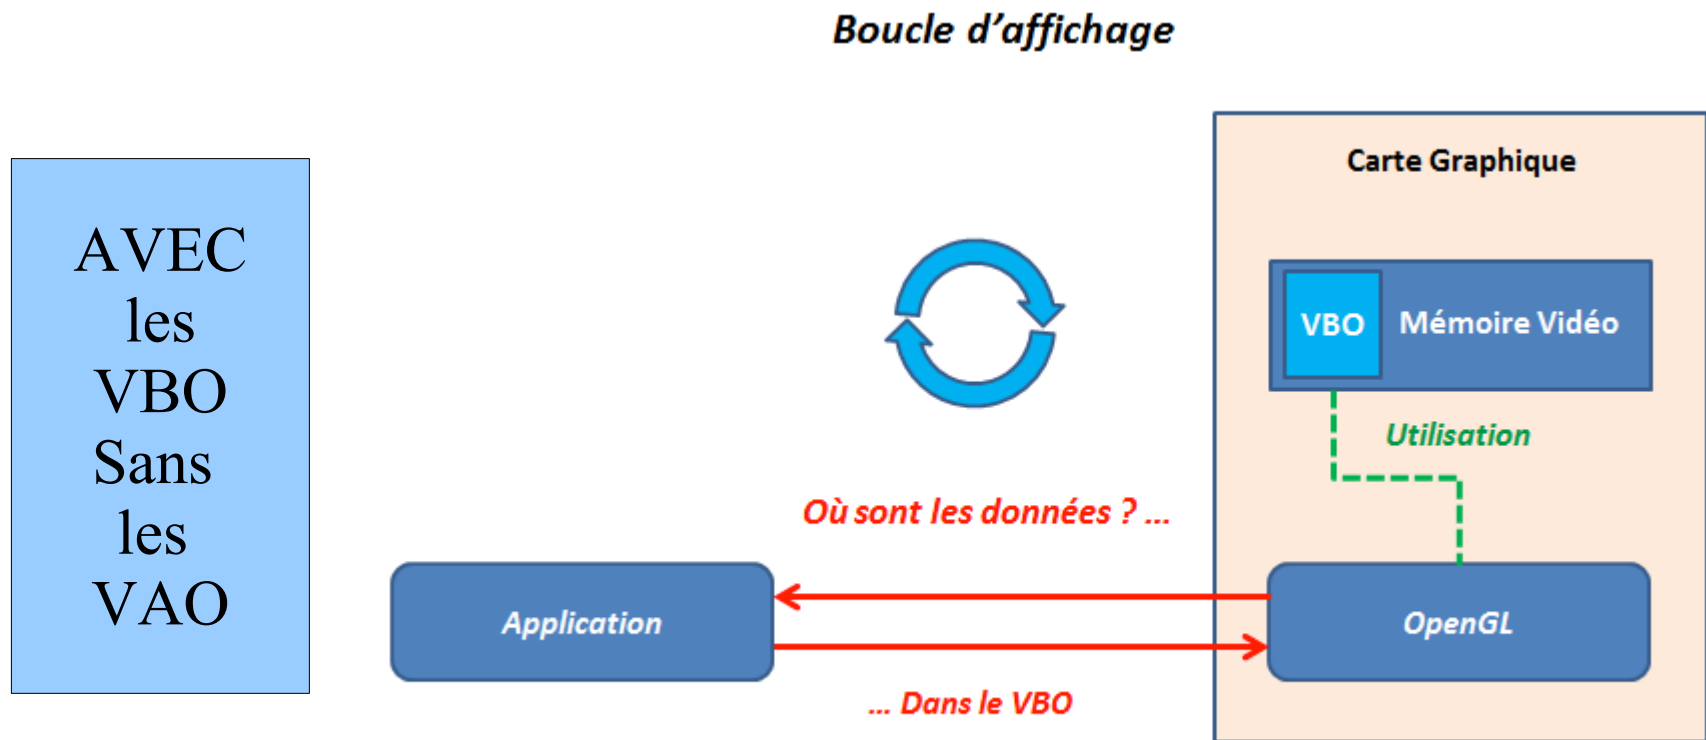 Boucle d'affichage
AVEC
les
VBO
Sans
les
VAO
Carte Graphique
VBO
Mémoire Vidéo
Utilisation
Où sont les données ? ...
Application
OpenGL
... Dans le VBO